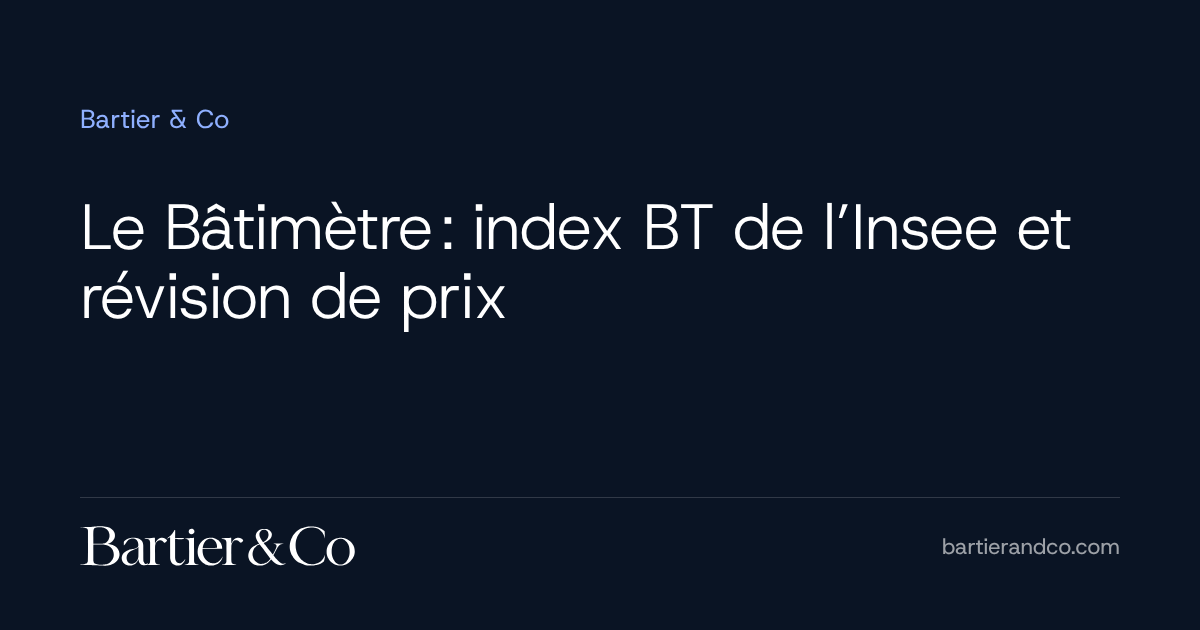 Bartier & Co
Le Bâtimètre : index BT de l’Insee et
révision de prix
Bartier & Co
bartierandco.com